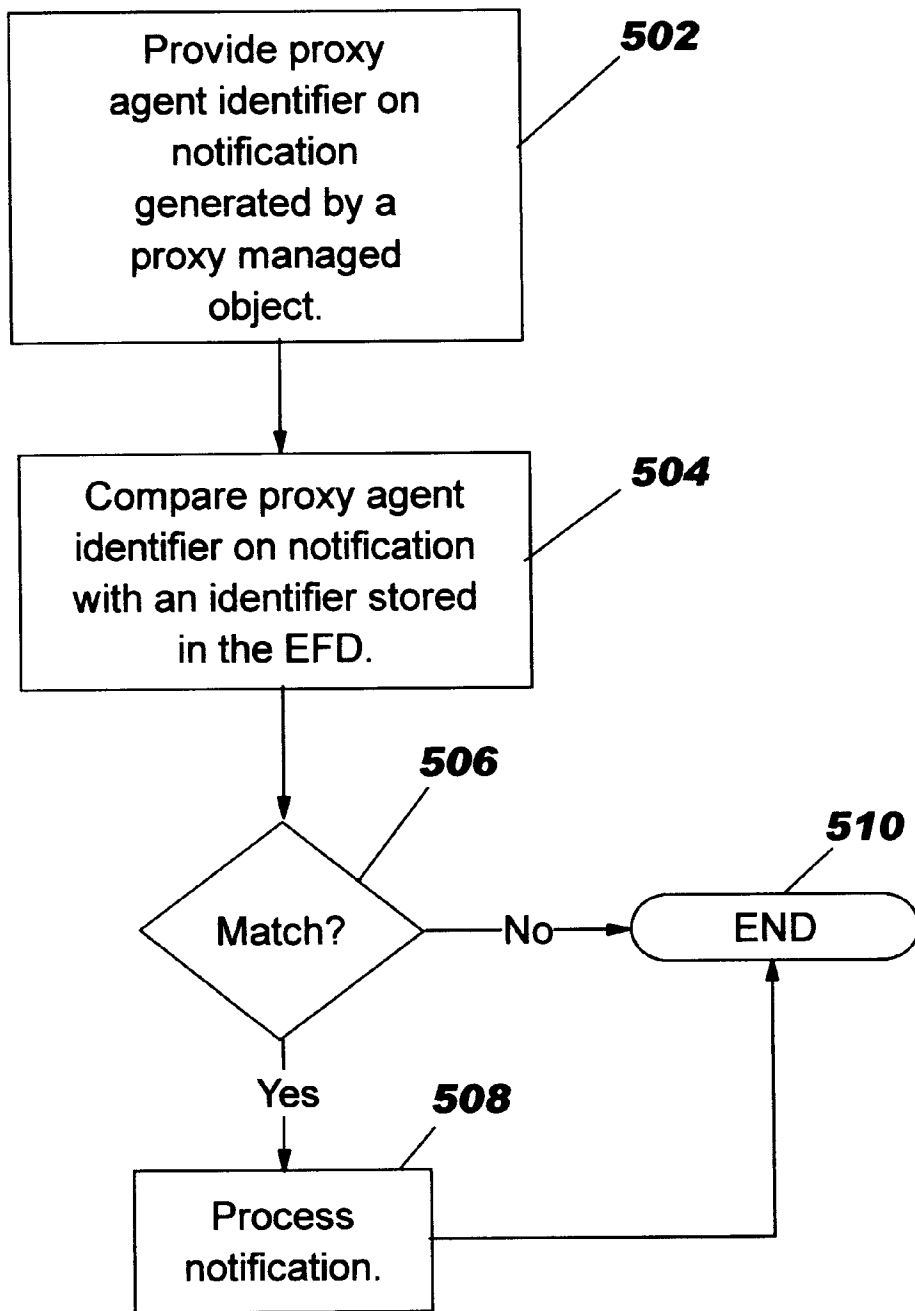 502
Provide proxy
agent identifier on
notification
generated by a
proxy managed
object.
504
Compare proxy agent
identifier on notification
with an identifier stored
in the EFD.
506
510
Match?
No
END
Yes
508
Process
notification.